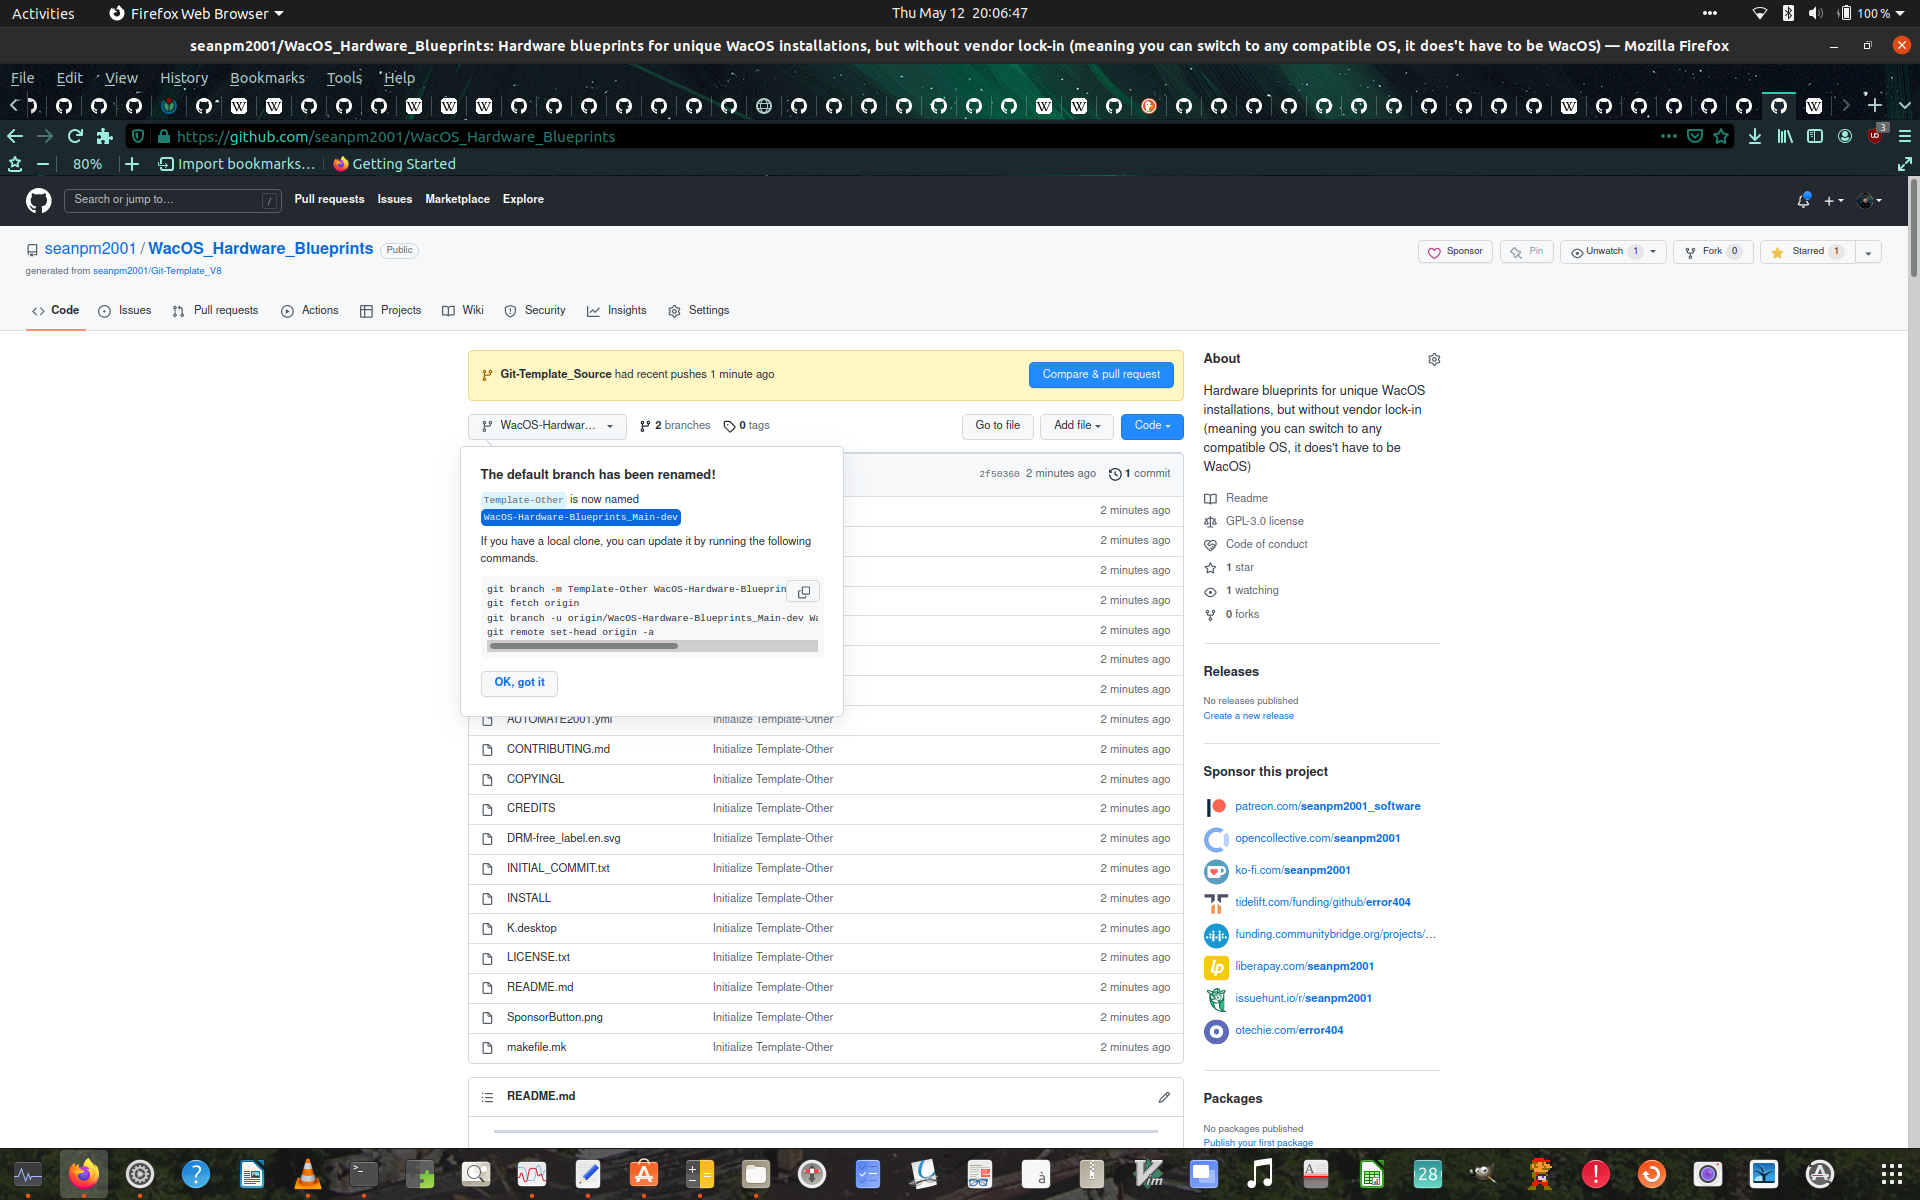 Activities
Firefox Web Browser
Thu May 12 20:06:47
100 %
seanpm2001/WacOS_Hardware_Blueprints: Hardware blueprints for unique WacOS installations, but without vendor lock-in (meaning you can switch to any compatible OS, it does't have to be WacOS) — Mozilla Firefox
File Edit View History Bookmarks Tools Help
https://github.com/seanpm2001/WacOS_Hardware_Blueprints
3
80%
Import bookmarks...
Getting Started
Search or jump to...
/
Pull requests Issues Marketplace Explore
seanpm2001 / WacOS_Hardware_Blueprints Public
generated from seanpm2001/Git-Template_V8
Sponsor
Pin
Unwatch 1
Fork 0
Starred 1
Code Issues Pull requests Actions Projects Wiki Security Insights Settings
Git-Template_Source had recent pushes 1 minute ago
Compare & pull request
WacOS-Hardwar...
2 branches
0 tags
Go to file
Add file
Code
The default branch has been renamed!
Template-Other is now named
WacOS-Hardware-Blueprints_Main-dev
If you have a local clone, you can update it by running the following
commands.
git branch -m Template-Other WacOS-Hardware-Blueprin
git fetch origin
git branch -u origin/WacOS-Hardware-Blueprints_Main-dev Wa
git remote set-head origin -a
OK, got it
2f50360 2 minutes ago 1 commit
2 minutes ago
2 minutes ago
2 minutes ago
2 minutes ago
2 minutes ago
2 minutes ago
2 minutes ago
AUTOMATE2001.yml Initialize Template-Other 2 minutes ago
CONTRIBUTING.md Initialize Template-Other 2 minutes ago
COPYINGL Initialize Template-Other 2 minutes ago
CREDITS Initialize Template-Other 2 minutes ago
DRM-free_label.en.svg Initialize Template-Other 2 minutes ago
INITIAL_COMMIT.txt Initialize Template-Other 2 minutes ago
INSTALL Initialize Template-Other 2 minutes ago
K.desktop Initialize Template-Other 2 minutes ago
LICENSE.txt Initialize Template-Other 2 minutes ago
README.md Initialize Template-Other 2 minutes ago
SponsorButton.png Initialize Template-Other 2 minutes ago
makefile.mk Initialize Template-Other 2 minutes ago
README.md
About
Hardware blueprints for unique WacOS
installations, but without vendor lock-in
(meaning you can switch to any
compatible OS, it does't have to be
WacOS)
Readme
GPL-3.0 license
Code of conduct
1 star
1 watching
0 forks
Releases
No releases published
Create a new release
Sponsor this project
patreon.com/seanpm2001_software
opencollective.com/seanpm2001
ko-fi.com/seanpm2001
tidelift.com/funding/github/error404
funding.communitybridge.org/projects/...
liberapay.com/seanpm2001
issuehunt.io/r/seanpm2001
otechie.com/error404
Packages
No packages published
Publish your first package
28